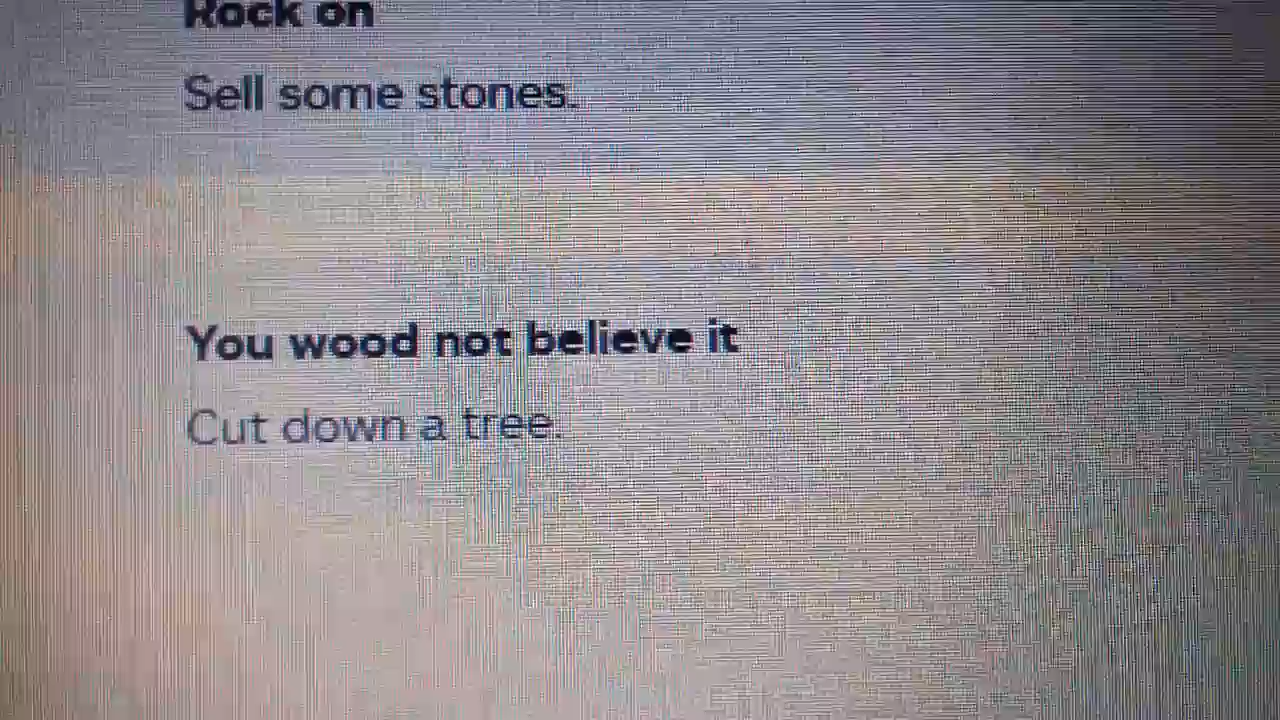 Rock on
Sell some stones.
You wood not believe it
Cut down a tree.